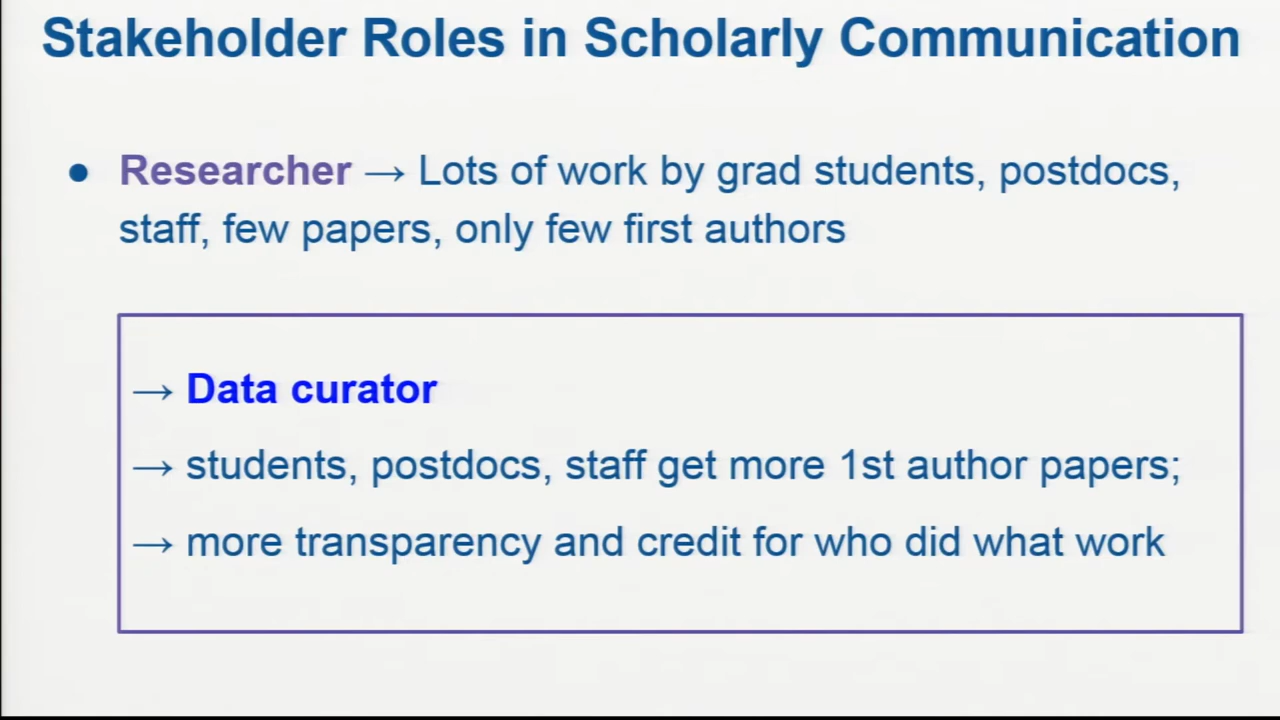 Stakeholder Roles in Scholarly Communication
● Researcher → Lots of work by grad students, postdocs,
staff, few papers, only few first authors
→ Data curator
→ students, postdocs, staff get more 1st author papers;
→ more transparency and credit for who did what work